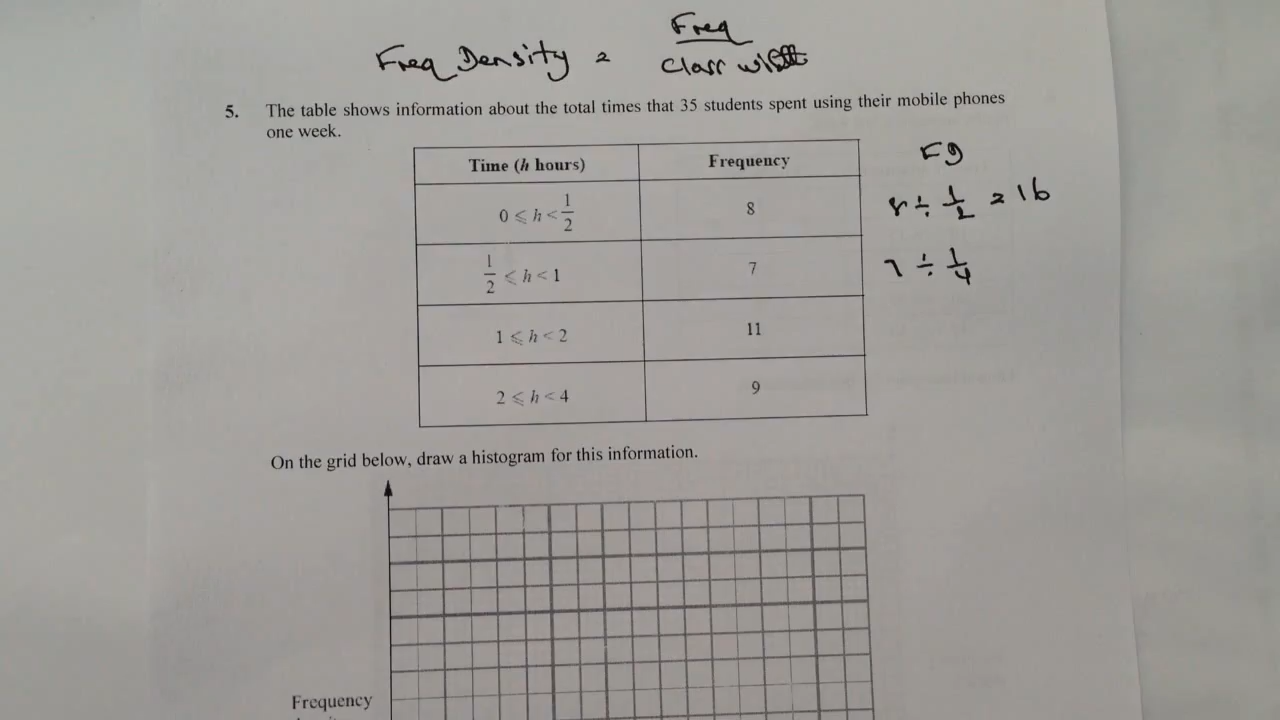 Freq Density = Freq / Class width
5. The table shows information about the total times that 35 students spent using their mobile phones
one week.
Time (h hours) Frequency
0 ⩽ h < 1/2 8
1/2 ⩽ h < 1 7
1 ⩽ h < 2 11
2 ⩽ h < 4 9
FD
8 ÷ 1/2 = 16
7 ÷ 1/4
On the grid below, draw a histogram for this information.
Frequency